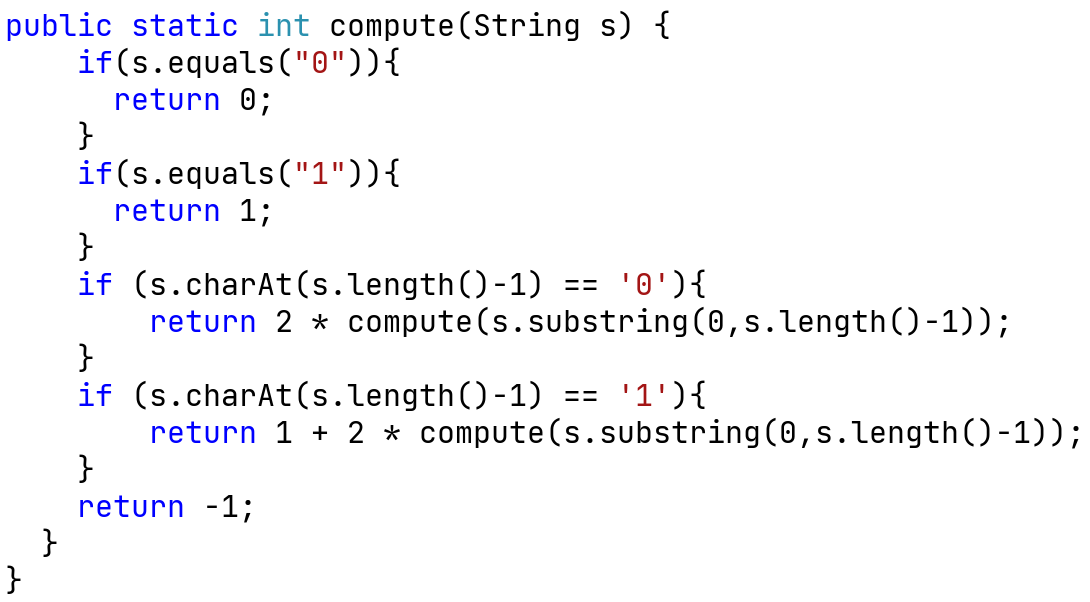 public static int compute(String s) {
    if(s.equals("0")){
      return 0;
    }
    if(s.equals("1")){
      return 1;
    }
    if (s.charAt(s.length()-1) == '0'){
        return 2 * compute(s.substring(0,s.length()-1));
    }
    if (s.charAt(s.length()-1) == '1'){
        return 1 + 2 * compute(s.substring(0,s.length()-1));
    }
    return -1;
  }
}